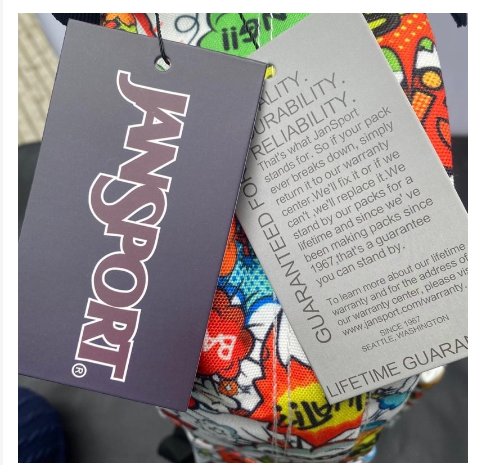 JANSPORT®
ALITY.
URABILITY.
RELIABILITY.
That's what JanSport
stands for. So if your pack
ever breaks down, simply
return it to our warranty
center.We'll fix it or if we
can't ,we'll replace it.We
stand by our packs for a
lifetime and since we' ve
been making packs since
1967,that's a guarantee
you can stand by.
To learn more about our lifetime
warranty and for the address of
our warranty center, please vis
www.jansport.com/warranty.
SINCE 1967
SEATTLE, WASHINGTON
GUARANTEED FO
LIFETIME GUARA